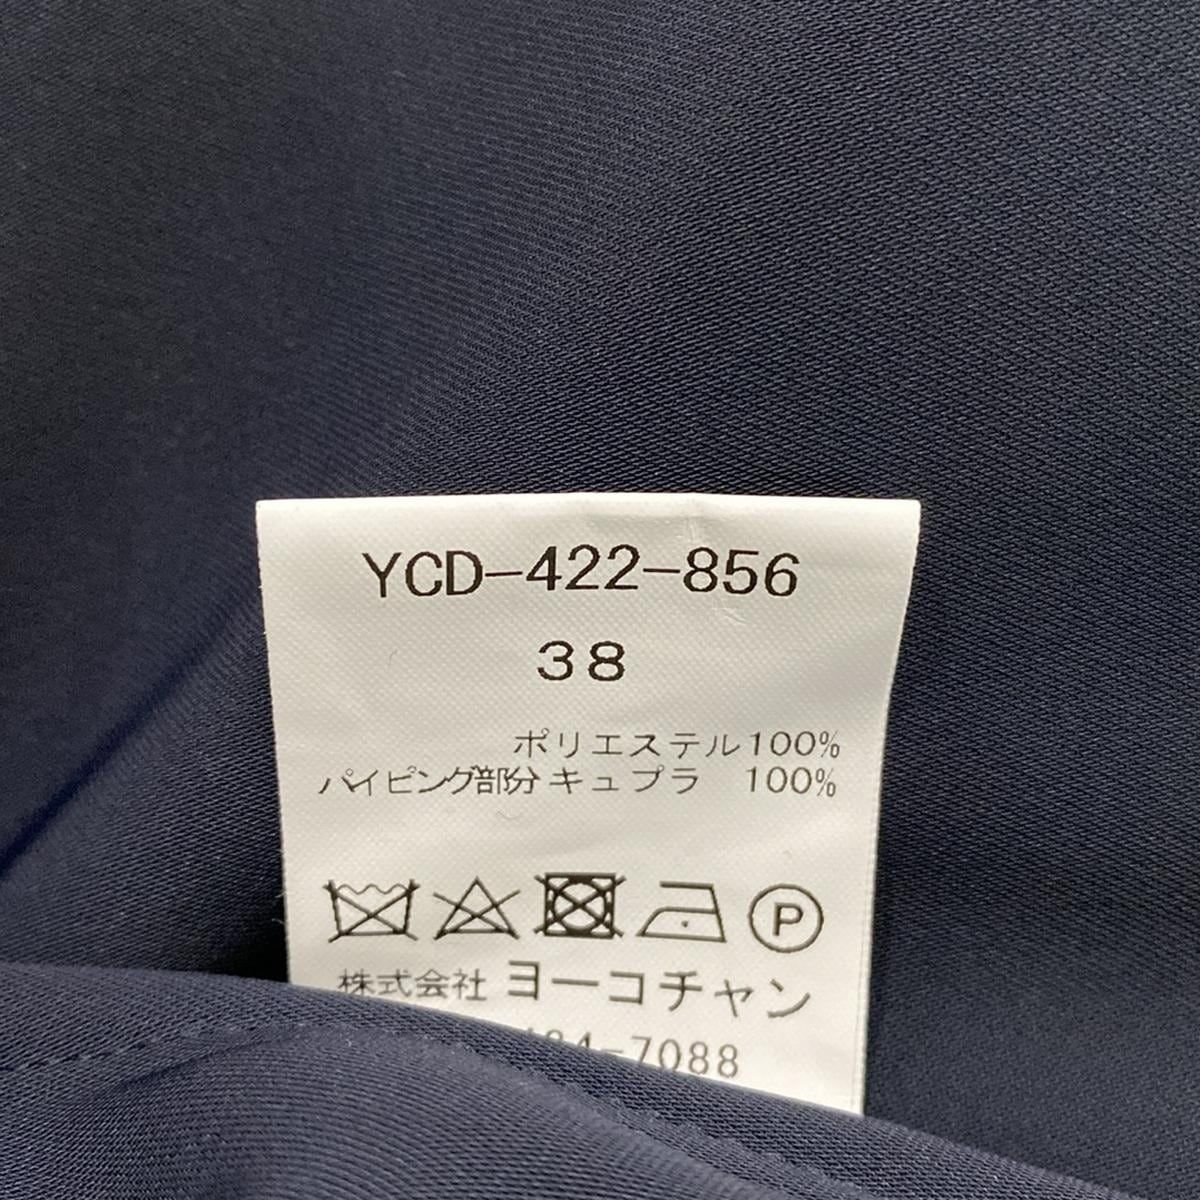 YCD-422-856
38
ポリエステル100%
パイピング部分 キュプラ 100%
P
株式会社 ヨーコチャン
-7088